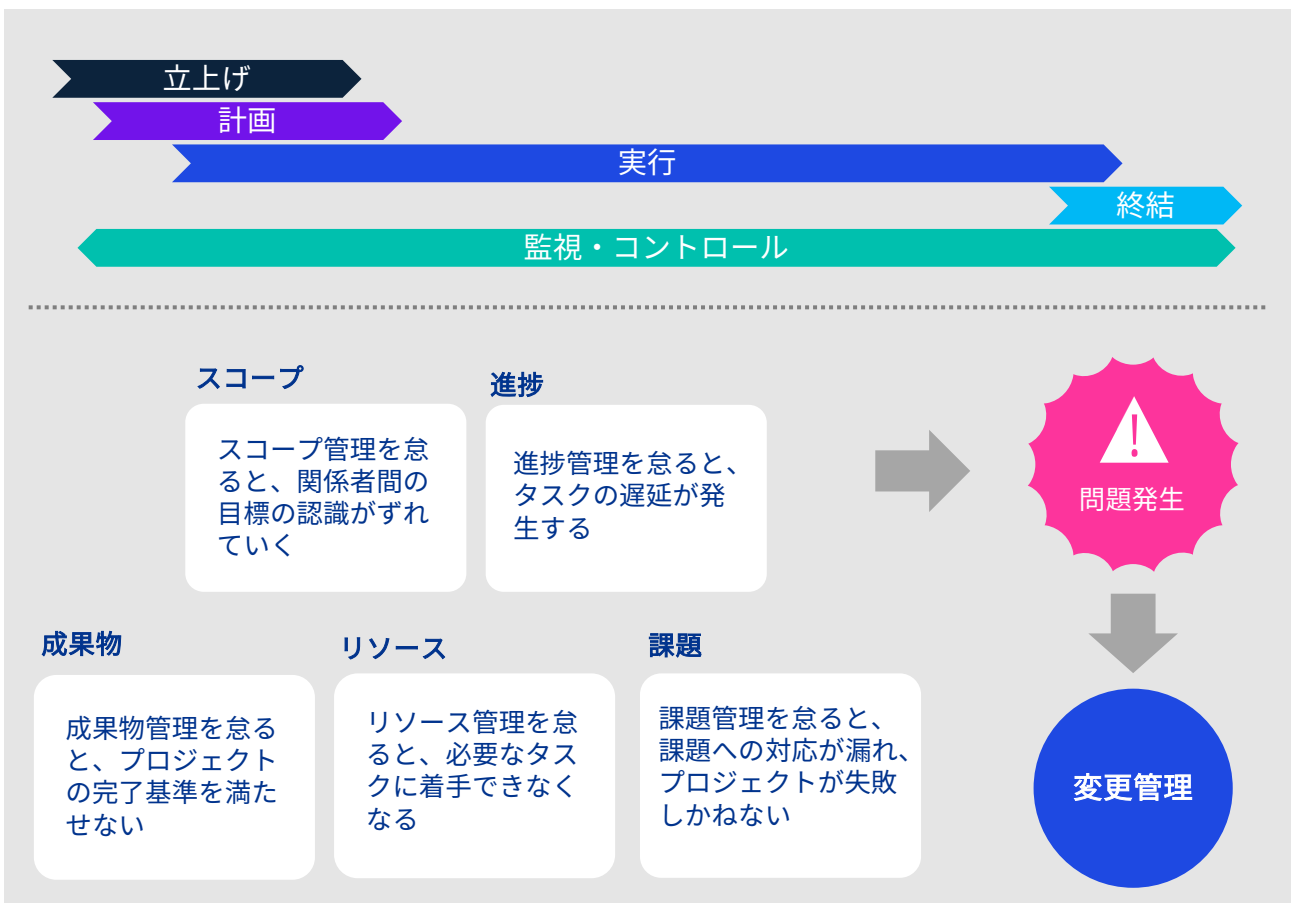 立上げ
計画
実行
終結
監視・コントロール
スコープ
スコープ管理を怠
ると、関係者間の
目標の認識がずれ
ていく
進捗
進捗管理を怠ると、
タスクの遅延が発
生する
!
問題発生
成果物
成果物管理を怠る
と、プロジェクト
の完了基準を満た
せない
リソース
リソース管理を怠
ると、必要なタス
クに着手できなく
なる
課題
課題管理を怠ると、
課題への対応が漏れ、
プロジェクトが失敗
しかねない
変更管理